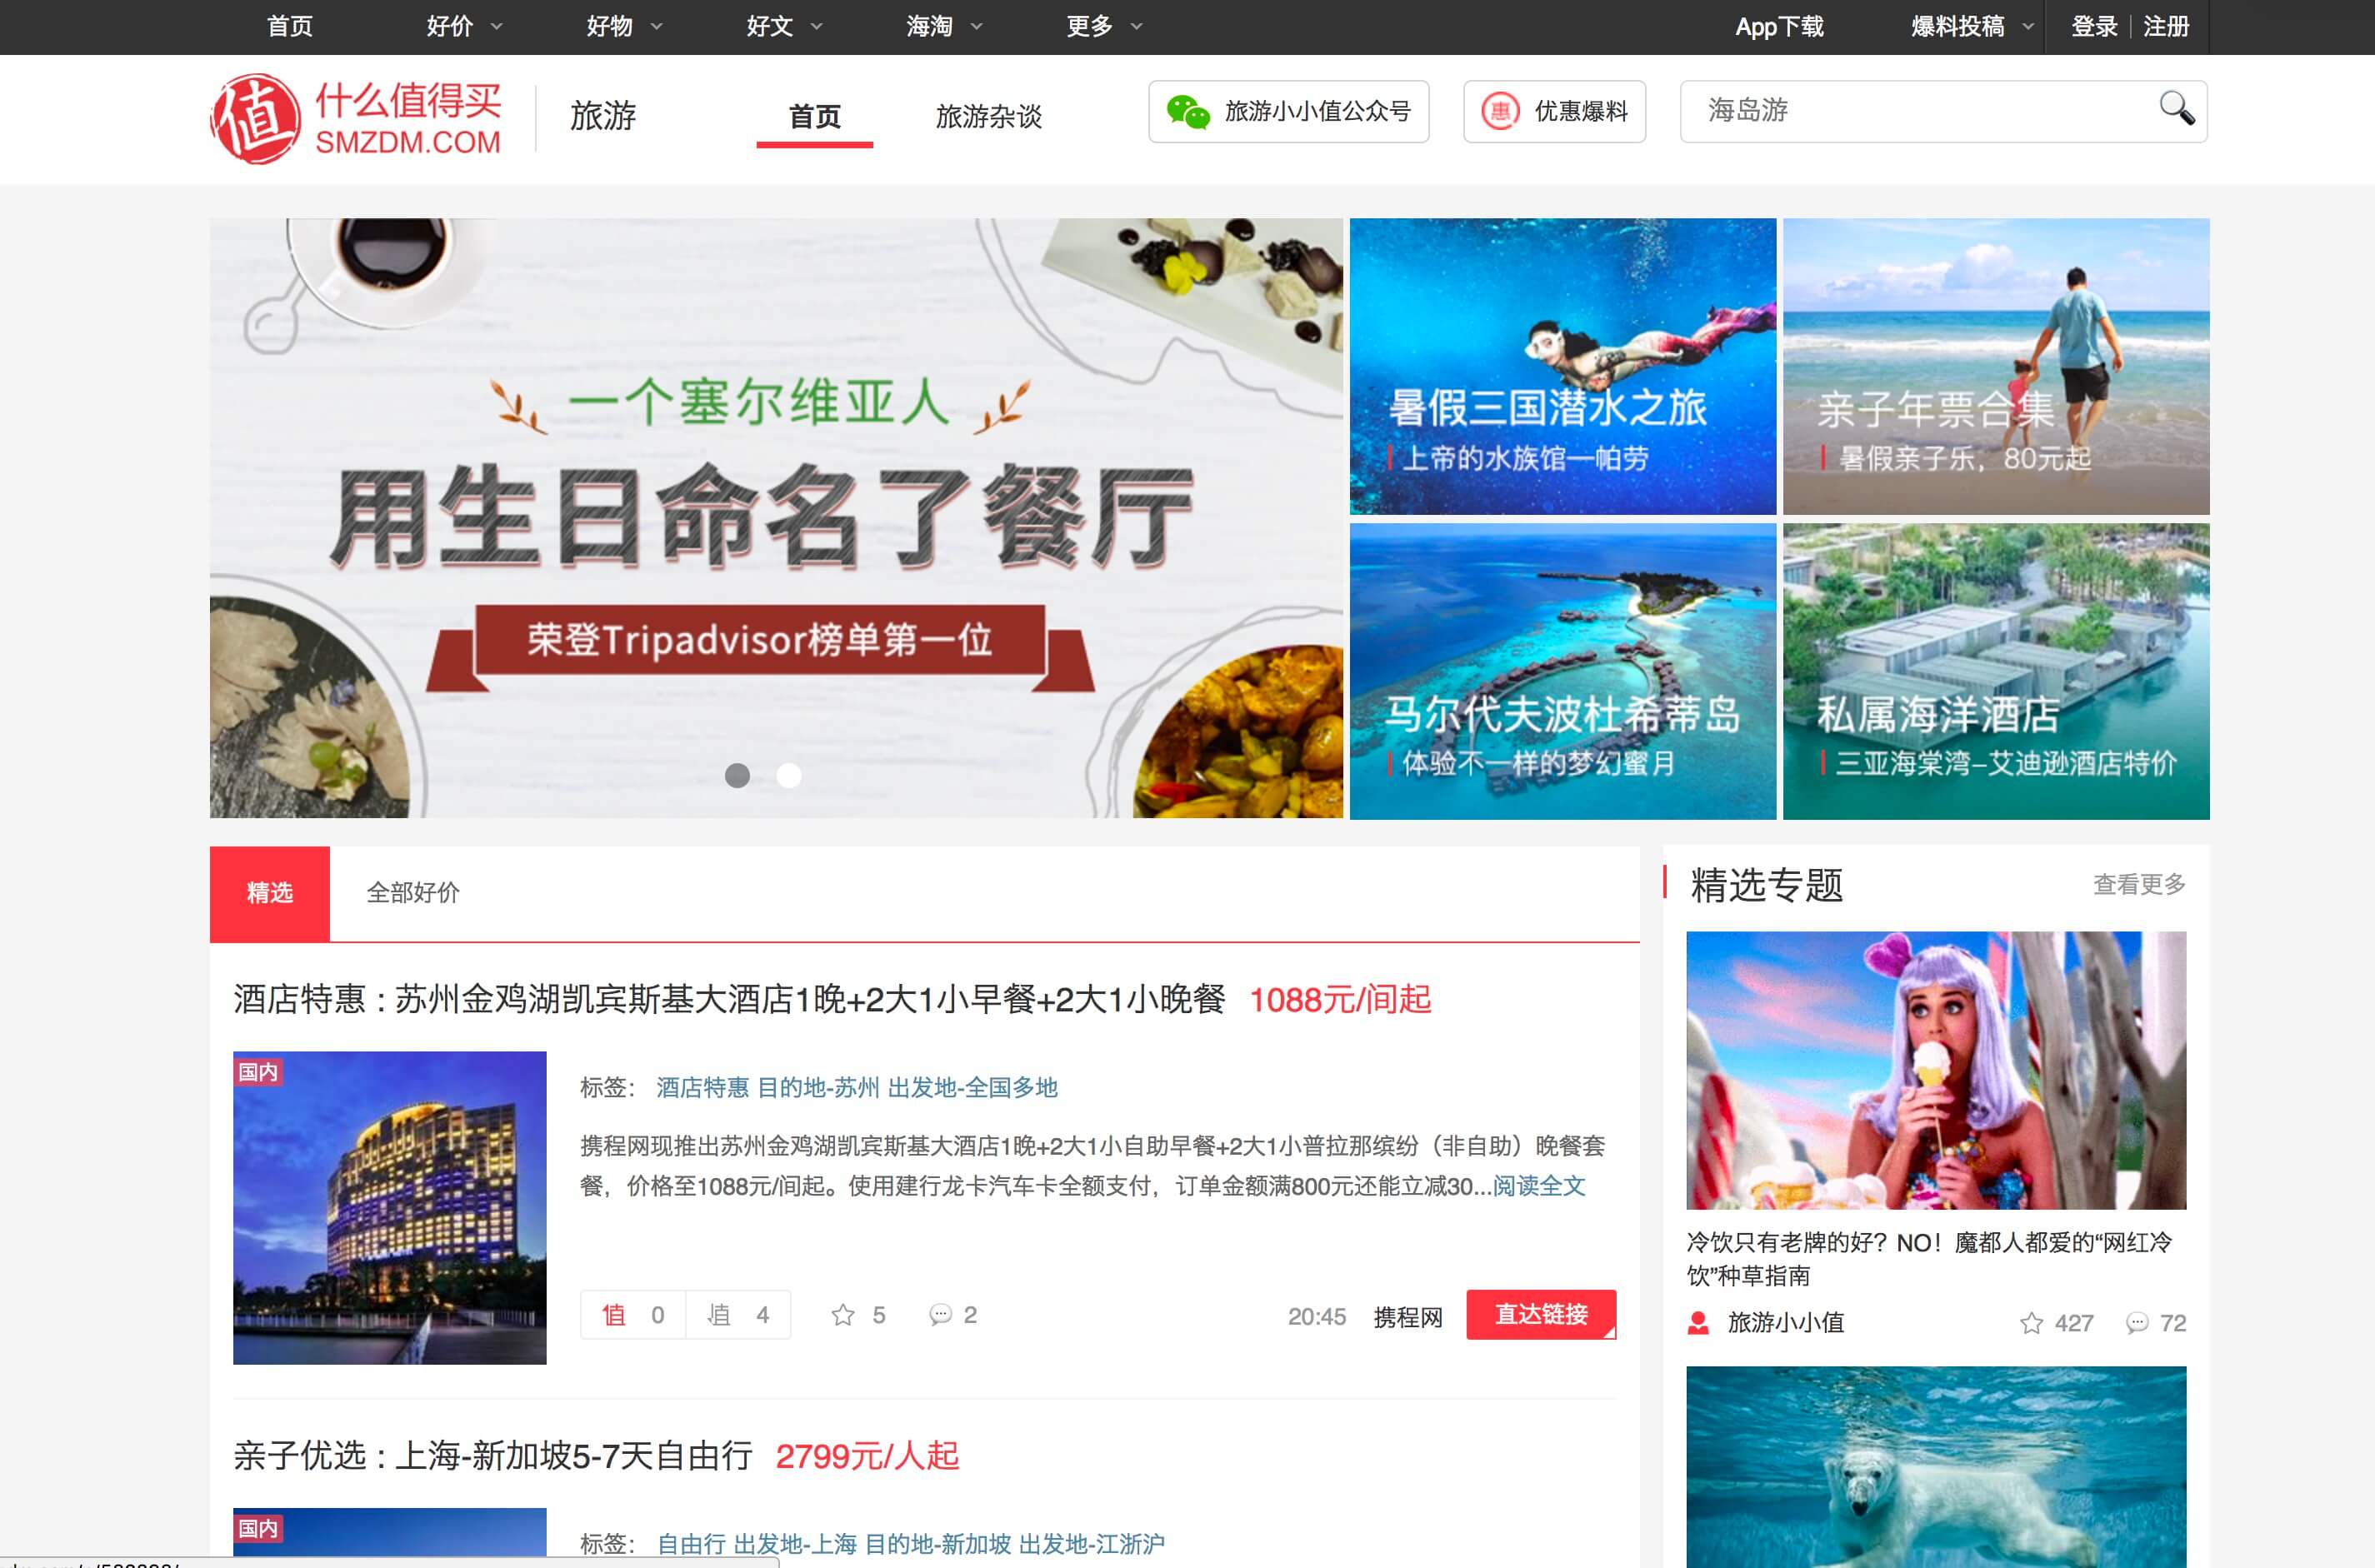 首页 好价 好物 好文 海淘 更多 App下载 爆料投稿 登录 注册
值 什么值得买
SMZDM.COM
旅游 首页 旅游杂谈 旅游小小值公众号 惠 优惠爆料 海岛游
一个塞尔维亚人
用生日命名了餐厅
荣登Tripadvisor榜单第一位
暑假三国潜水之旅
上帝的水族馆—帕劳
亲子年票合集
暑假亲子乐，80元起
马尔代夫波杜希蒂岛
体验不一样的梦幻蜜月
私属海洋酒店
三亚海棠湾-艾迪逊酒店特价
精选 全部好价
酒店特惠：苏州金鸡湖凯宾斯基大酒店1晚+2大1小早餐+2大1小晚餐 1088元/间起
国内
标签： 酒店特惠 目的地-苏州 出发地-全国多地
携程网现推出苏州金鸡湖凯宾斯基大酒店1晚+2大1小自助早餐+2大1小普拉那缤纷（非自助）晚餐套
餐，价格至1088元/间起。使用建行龙卡汽车卡全额支付，订单金额满800元还能立减30...阅读全文
值 0 值 4 5 2 20:45 携程网 直达链接
亲子优选：上海-新加坡5-7天自由行 2799元/人起
国内
标签： 自由行 出发地-上海 目的地-新加坡 出发地-江浙沪
精选专题 查看更多
冷饮只有老牌的好？NO！魔都人都爱的“网红冷
饮”种草指南
旅游小小值 427 72